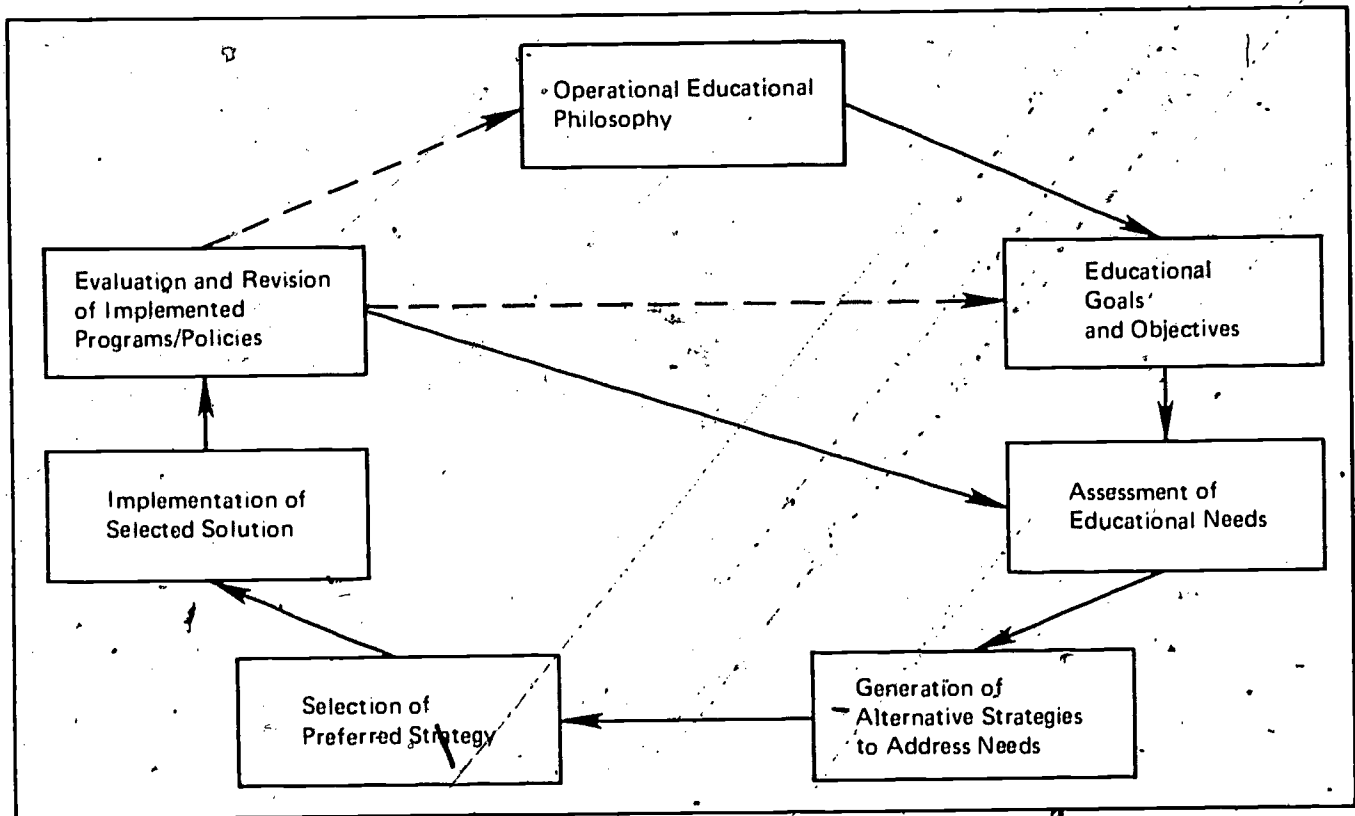 Operational Educational
Philosophy
Evaluation and Revision
of Implemented
Programs/Policies
Educational
Goals
and Objectives
Implementation of
Selected Solution
Assessment of
Educational Needs
Selection of
Preferred Strategy
Generation of
Alternative Strategies
to Address Needs